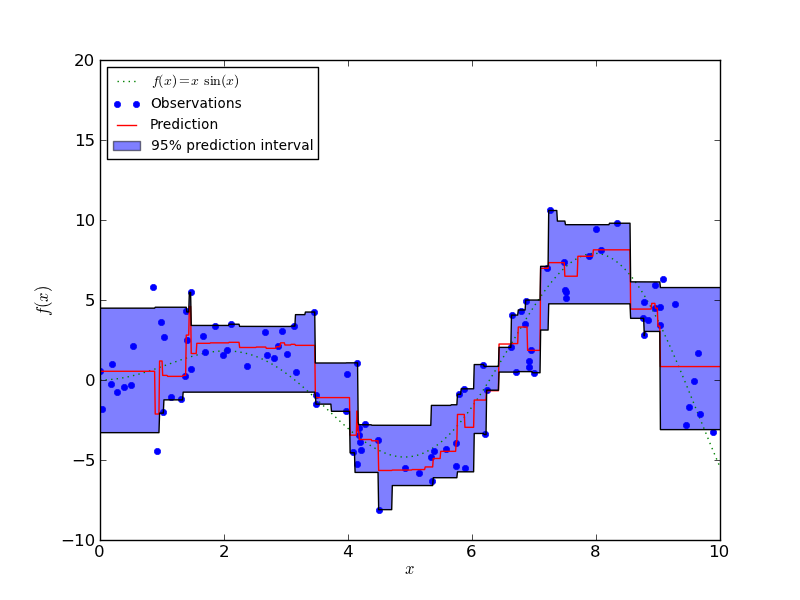 20
15
10
5
0
−5
−10
0 2 4 6 8 10
x
f(x)
f(x) = x sin(x)
Observations
Prediction
95% prediction interval